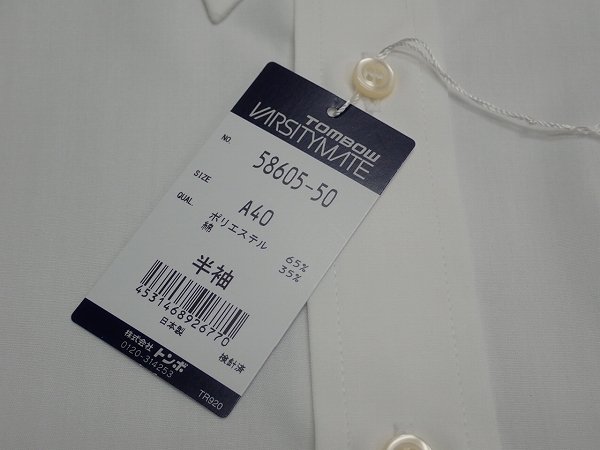 TOMBOW
VARSITYMATE
NO. 58605-50
SIZE A40
QUAL. ポリエステル 65%
綿 35%
半袖
4531468926770
日本製 検針済
株式会社 トンボ
0120-314253
TR920